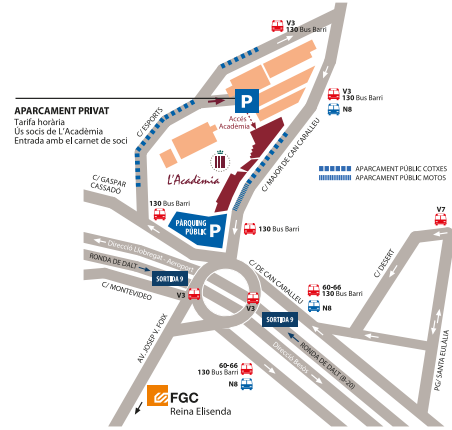 V3
130 Bus Barri
V3
130 Bus Barri
N8
P
APARCAMENT PRIVAT
Tarifa horària
Ús socis de L'Acadèmia
Entrada amb el carnet de soci
C/ ESPORTS
Accés
Acadèmia
C/ MAJOR DE CAN CARALLEU
L'Acadèmia
APARCAMENT PÚBLIC COTXES
APARCAMENT PÚBLIC MOTOS
C/ GASPAR
CASSADÓ
130 Bus Barri
PÀRQUING
PÚBLIC P
130 Bus Barri
V7
Direcció Llobregat - Aeroport
RONDA DE DALT
SORTIDA 9
C/ MONTEVIDEO
V3
V3
C/ DE CAN CARALLEU
60-66
130 Bus Barri
N8
C/ DESERT
PG/ SANTA EULÀLIA
SORTIDA 9
RONDA DE DALT (B-20)
Direcció Besòs
AV. JOSEP V. FOIX
60-66
130 Bus Barri
N8
FGC
Reina Elisenda